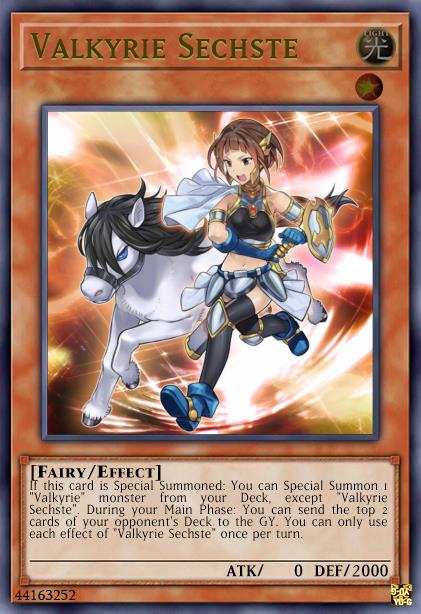 Valkyrie Sechste
LIGHT
光
[Fairy/Effect]
If this card is Special Summoned: You can Special Summon 1
"Valkyrie" monster from your Deck, except "Valkyrie
Sechste". During your Main Phase: You can send the top 2
cards of your opponent's Deck to the GY. You can only use
each effect of "Valkyrie Sechste" once per turn.
ATK/ 0 DEF/2000
44163252